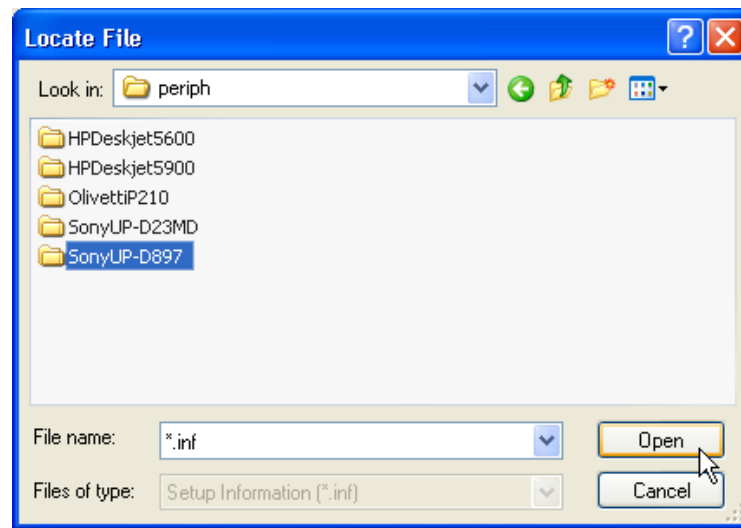 Locate File
Look in: periph
HPDeskjet5600
HPDeskjet5900
OlivettiP210
SonyUP-D23MD
SonyUP-D897
File name: *.inf Open
Files of type: Setup Information (*.inf) Cancel